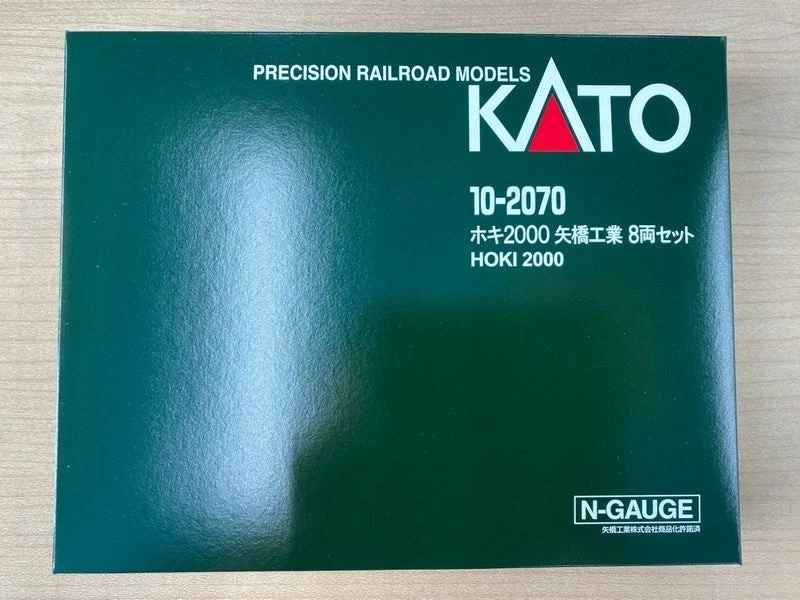 PRECISION RAILROAD MODELS
KATO
10-2070
ホキ2000 矢橋工業 8両セット
HOKI 2000
N-GAUGE
矢橋工業株式会社商品化許諾済